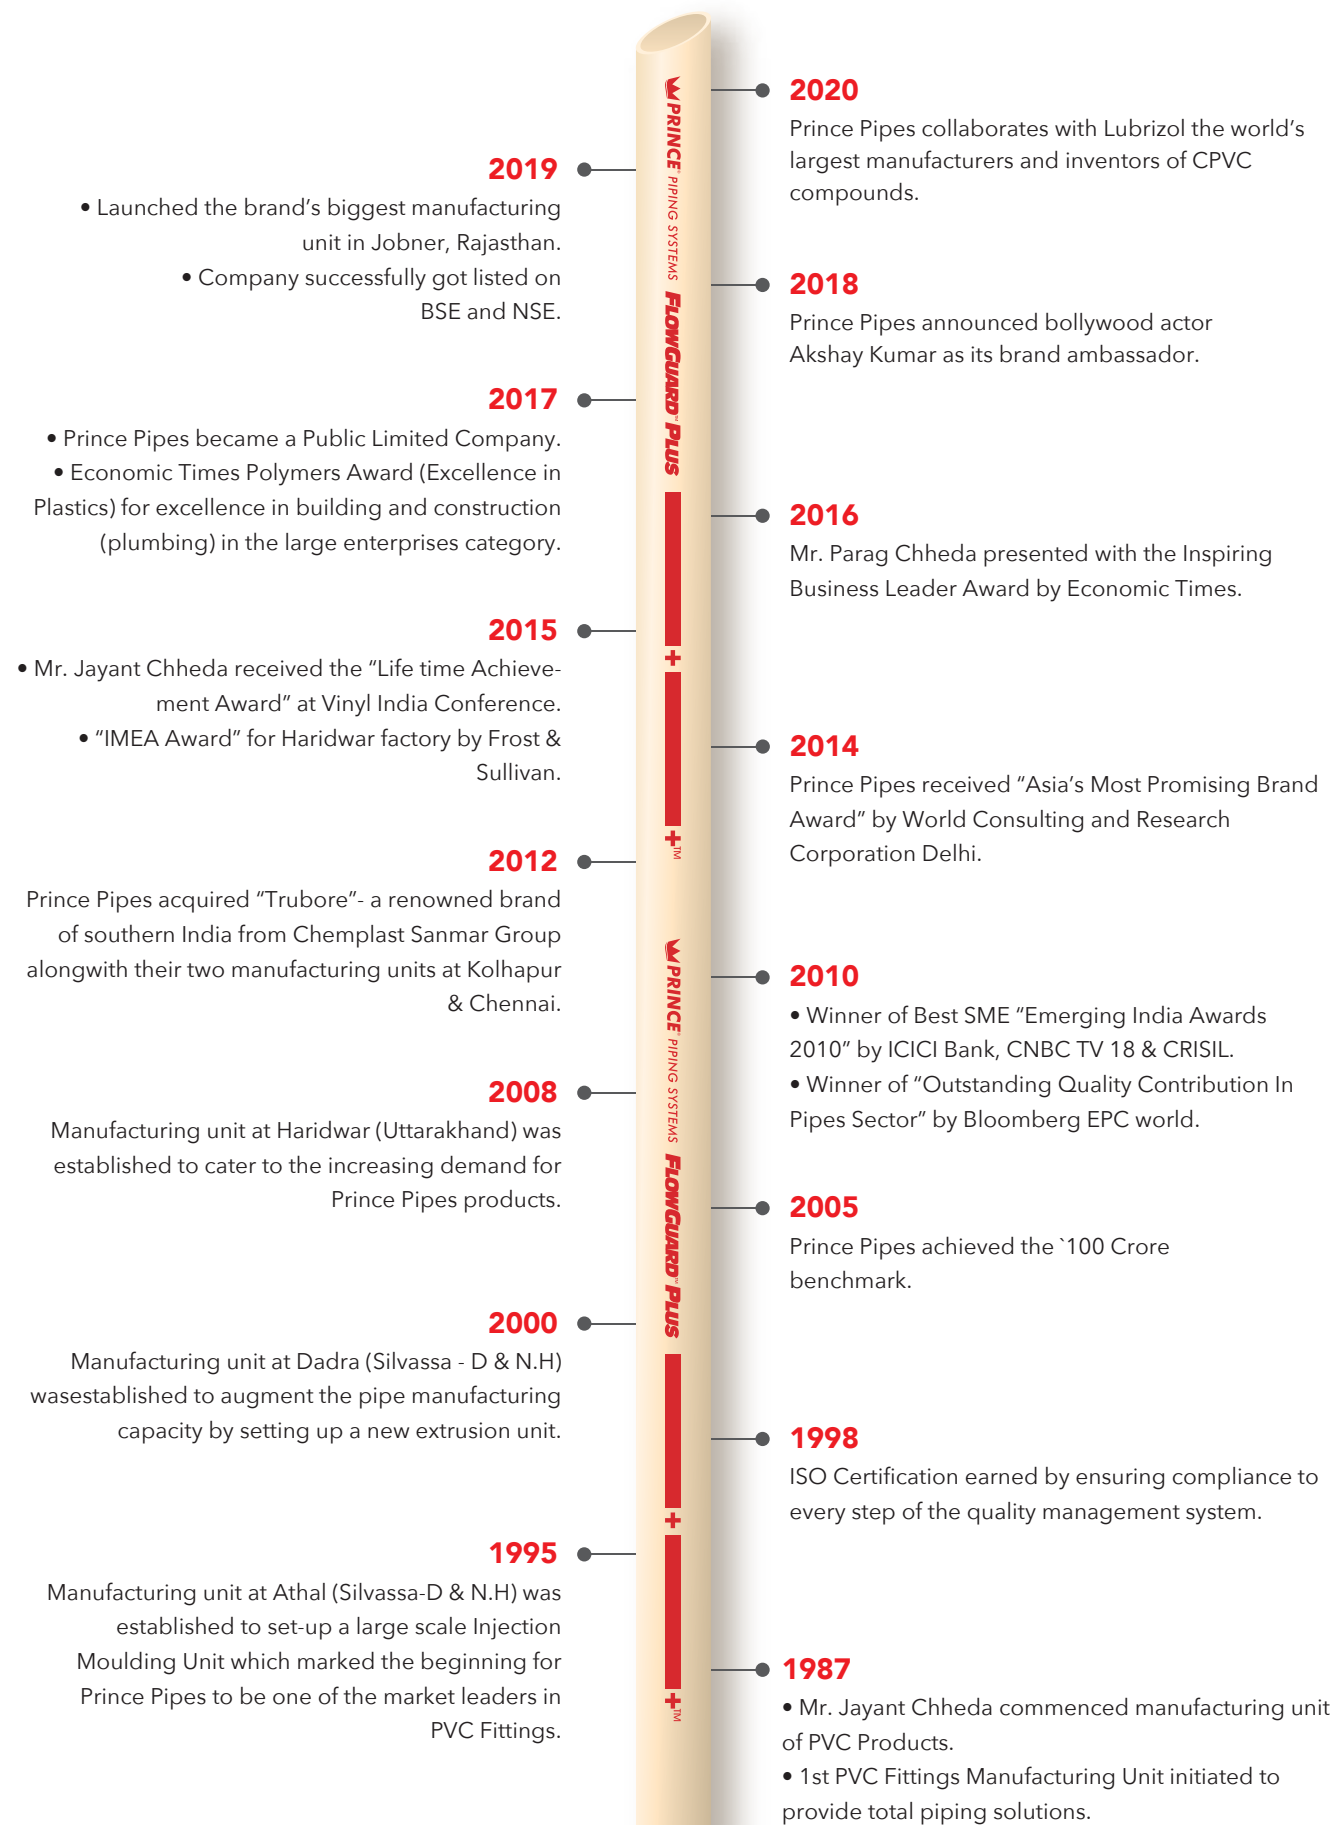 2020
Prince Pipes collaborates with Lubrizol the world’s
largest manufacturers and inventors of CPVC
compounds.
2019
• Launched the brand’s biggest manufacturing
unit in Jobner, Rajasthan.
• Company successfully got listed on
BSE and NSE.
2018
Prince Pipes announced bollywood actor
Akshay Kumar as its brand ambassador.
2017
• Prince Pipes became a Public Limited Company.
• Economic Times Polymers Award (Excellence in
Plastics) for excellence in building and construction
(plumbing) in the large enterprises category.
2016
Mr. Parag Chheda presented with the Inspiring
Business Leader Award by Economic Times.
2015
• Mr. Jayant Chheda received the “Life time Achieve-
ment Award” at Vinyl India Conference.
• “IMEA Award” for Haridwar factory by Frost &
Sullivan.
2014
Prince Pipes received “Asia’s Most Promising Brand
Award” by World Consulting and Research
Corporation Delhi.
2012
Prince Pipes acquired “Trubore”- a renowned brand
of southern India from Chemplast Sanmar Group
alongwith their two manufacturing units at Kolhapur
& Chennai.
2010
• Winner of Best SME “Emerging India Awards
2010” by ICICI Bank, CNBC TV 18 & CRISIL.
• Winner of “Outstanding Quality Contribution In
Pipes Sector” by Bloomberg EPC world.
2008
Manufacturing unit at Haridwar (Uttarakhand) was
established to cater to the increasing demand for
Prince Pipes products.
2005
Prince Pipes achieved the `100 Crore
benchmark.
2000
Manufacturing unit at Dadra (Silvassa - D & N.H)
wasestablished to augment the pipe manufacturing
capacity by setting up a new extrusion unit.
1998
ISO Certification earned by ensuring compliance to
every step of the quality management system.
1995
Manufacturing unit at Athal (Silvassa-D & N.H) was
established to set-up a large scale Injection
Moulding Unit which marked the beginning for
Prince Pipes to be one of the market leaders in
PVC Fittings.
1987
• Mr. Jayant Chheda commenced manufacturing unit
of PVC Products.
• 1st PVC Fittings Manufacturing Unit initiated to
provide total piping solutions.
PRINCE® PIPING SYSTEMS FLOWGUARD™ PLUS + +™
PRINCE® PIPING SYSTEMS FLOWGUARD™ PLUS + +™